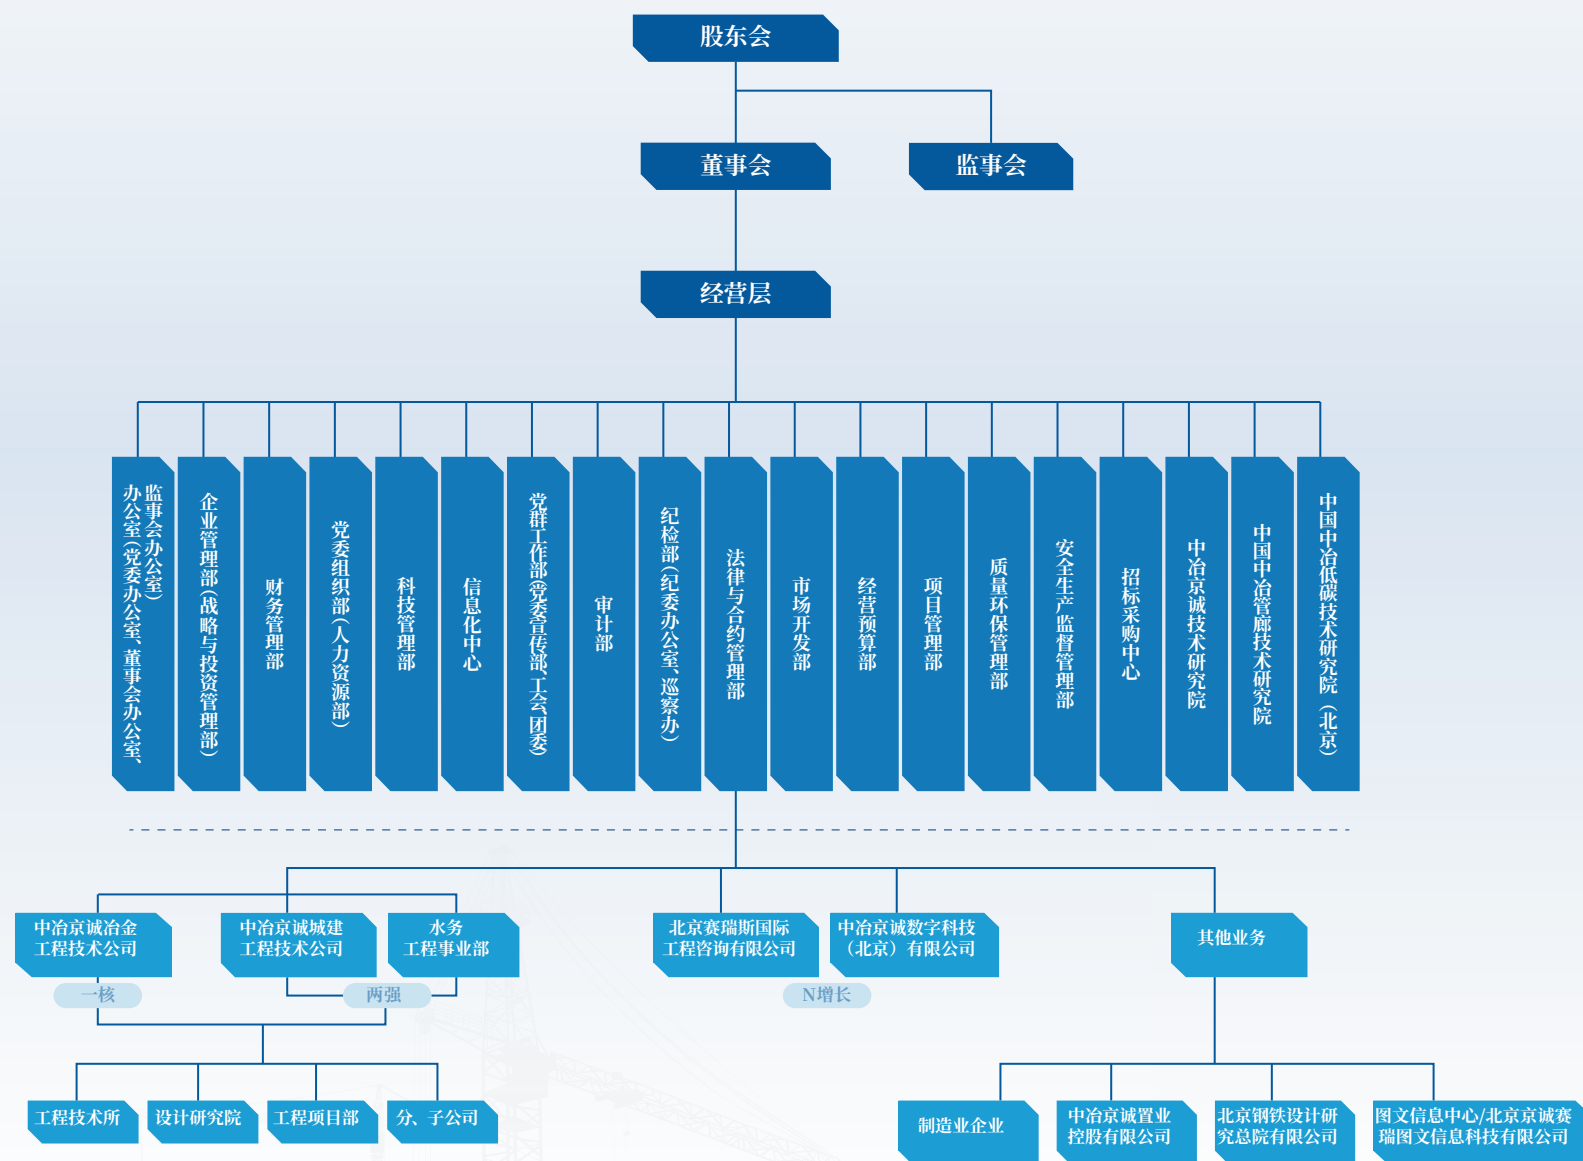 股东会
董事会
监事会
经营层
办公室(党委办公室、董事会办公室、
监事会办公室)
企业管理部(战略与投资管理部)
财务管理部
党委组织部(人力资源部)
科技管理部
信息化中心
党群工作部(党委宣传部、工会、团委)
审计部
纪检部(纪委办公室、巡察办)
法律与合约管理部
市场开发部
经营预算部
项目管理部
质量环保管理部
安全生产监督管理部
招标采购中心
中冶京诚技术研究院
中国中冶管廊技术研究院
中国中冶低碳技术研究院（北京）
中冶京诚冶金
工程技术公司
中冶京诚城建
工程技术公司
水务
工程事业部
北京赛瑞斯国际
工程咨询有限公司
中冶京诚数字科技
（北京）有限公司
其他业务
一核
两强
N增长
工程技术所
设计研究院
工程项目部
分、子公司
制造业企业
中冶京诚置业
控股有限公司
北京钢铁设计研
究总院有限公司
图文信息中心/北京京诚赛
瑞图文信息科技有限公司